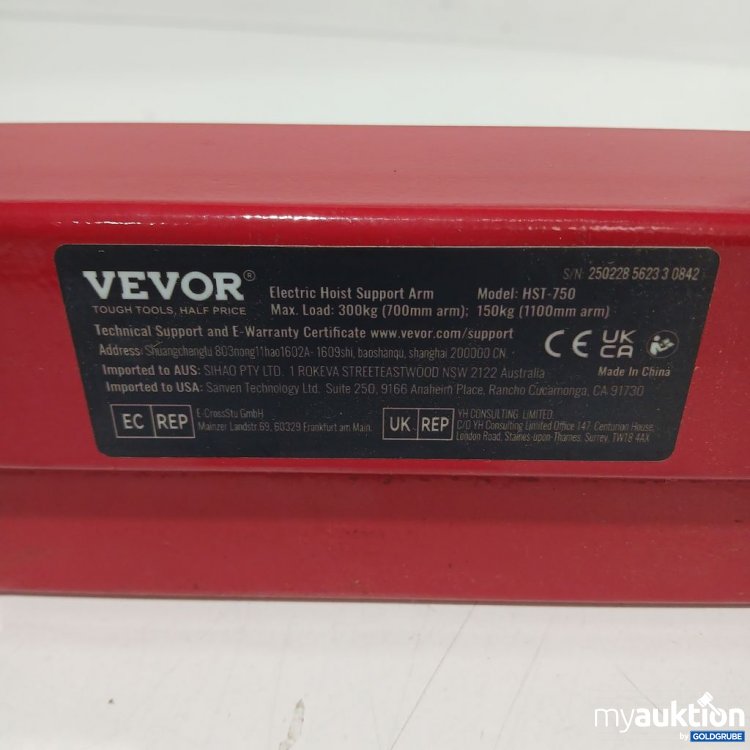 S/N: 250228 5623 3 0842
VEVOR®
TOUGH TOOLS, HALF PRICE
Electric Hoist Support Arm Model: HST-750
Max. Load: 300kg (700mm arm); 150kg (1100mm arm)
Technical Support and E-Warranty Certificate www.vevor.com/support
Address: Shuangchenglu 803nong11hao1602A-1609shi, baoshanqu, shanghai 200000 CN.
Imported to AUS: SIHAO PTY LTD. 1 ROKEVA STREETEASTWOOD NSW 2122 Australia
Imported to USA: Sanven Technology Ltd. Suite 250, 9166 Anaheim Place, Rancho Cucamonga, CA 91730
CE UK CA
Made In China
EC REP
E-CrossStu GmbH
Mainzer Landstr.69, 60329 Frankfurt am Main.
UK REP
YH CONSULTING LIMITED.
C/O YH Consulting Limited Office 147, Centurion House,
London Road, Staines-upon-Thames, Surrey, TW18 4AX
myauktion
by GOLDGRUBE